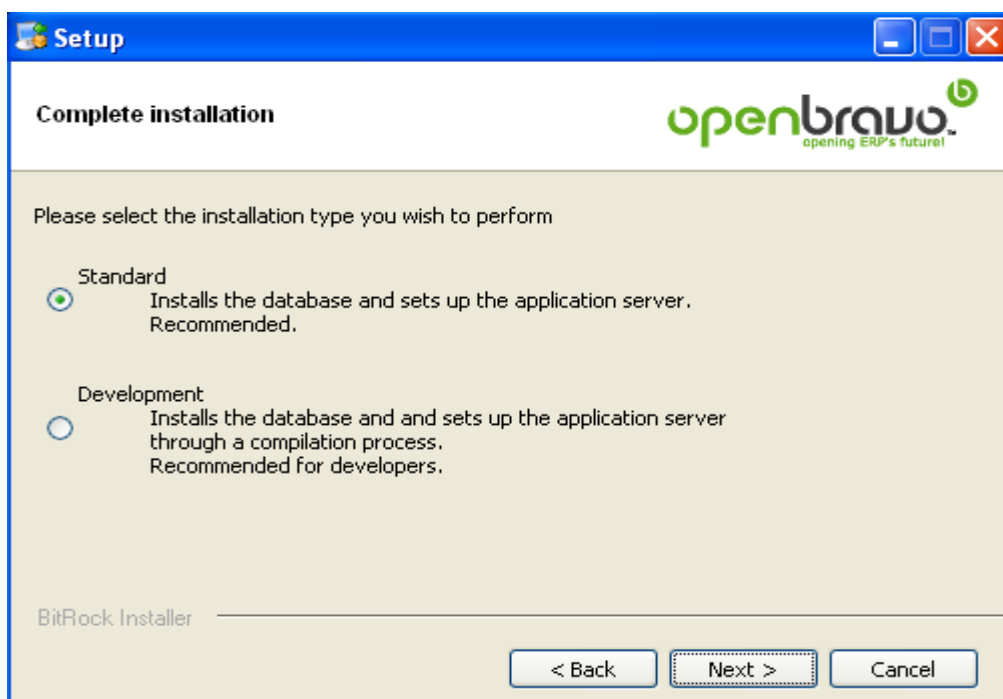 Setup
Complete installation
openbravo™
opening ERP's future!
Please select the installation type you wish to perform
Standard
Installs the database and sets up the application server.
Recommended.
Development
Installs the database and and sets up the application server
through a compilation process.
Recommended for developers.
BitRock Installer
< Back
Next >
Cancel